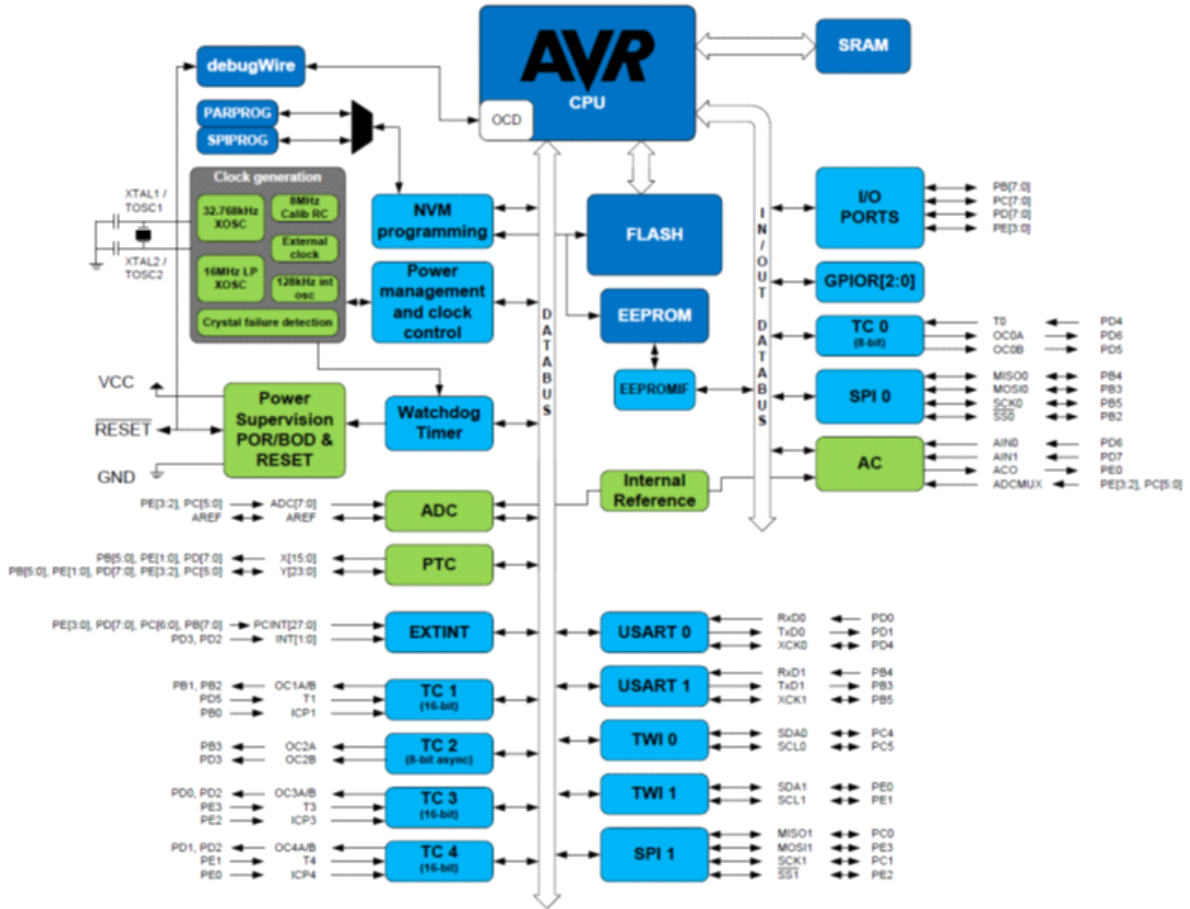 AVR
CPU
OCD
SRAM
debugWire
PARPROG
SPIPROG
Clock generation
32.768kHz
XOSC
8MHz
Calib RC
External
clock
16MHz LP
XOSC
128kHz int
osc
Crystal failure detection
XTAL1 /
TOSC1
XTAL2 /
TOSC2
NVM
programming
Power
management
and clock
control
FLASH
EEPROM
EEPROMIF
DATABUS
IN/OUT DATABUS
I/O
PORTS
PB[7:0]
PC[7:0]
PD[7:0]
PE[3:0]
GPIOR[2:0]
TC 0
(8-bit)
T0 PD4
OC0A PD6
OC0B PD5
SPI 0
MISO0 PB4
MOSI0 PB3
SCK0 PB5
SS0 PB2
AC
AIN0 PD6
AIN1 PD7
ACO PE0
ADCMUX PE[3:2], PC[5:0]
VCC
RESET
GND
Power
Supervision
POR/BOD &
RESET
Watchdog
Timer
Internal
Reference
PE[3:2], PC[5:0] ADC[7:0]
AREF AREF
ADC
PB[5:0], PE[1:0], PD[7:0] X[15:0]
PB[5:0], PE[1:0], PD[7:0], PE[3:2], PC[5:0] Y[23:0]
PTC
PE[3:0], PD[7:0], PC[6:0], PB[7:0] PCINT[27:0]
PD3, PD2 INT[1:0]
EXTINT
PB1, PB2 OC1A/B
PD5 T1
PB0 ICP1
TC 1
(16-bit)
PB3 OC2A
PD3 OC2B
TC 2
(8-bit async)
PD0, PD2 OC3A/B
PE3 T3
PE2 ICP3
TC 3
(16-bit)
PD1, PD2 OC4A/B
PE1 T4
PE0 ICP4
TC 4
(16-bit)
USART 0
RxD0 PD0
TxD0 PD1
XCK0 PD4
USART 1
RxD1 PB4
TxD1 PB3
XCK1 PB5
TWI 0
SDA0 PC4
SCL0 PC5
TWI 1
SDA1 PE0
SCL1 PE1
SPI 1
MISO1 PC0
MOSI1 PE3
SCK1 PC1
SS1 PE2